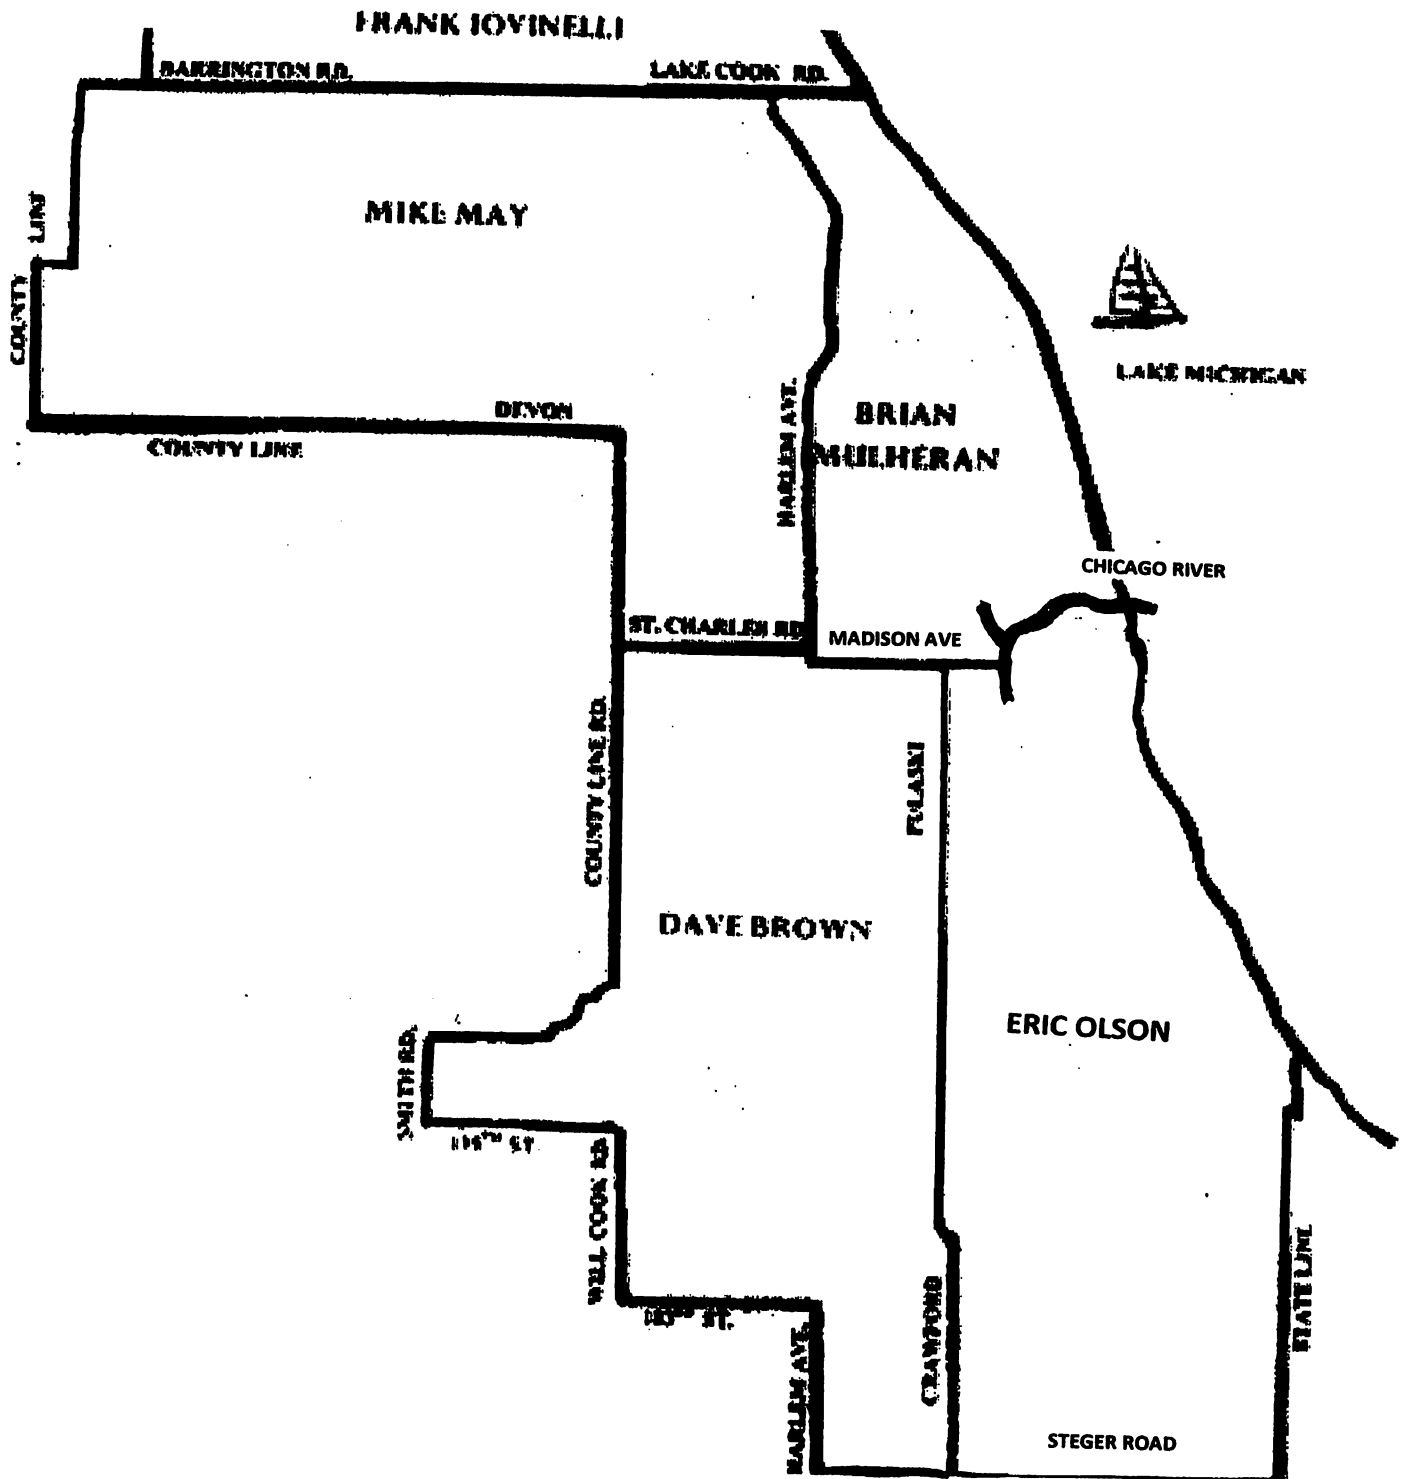 FRANK IOVINELLI
BARRINGTON RD.
LAKE COOK RD.
MIKE MAY
COUNTY LINE
LAKE MICHIGAN
DEVON
COUNTY LINE
HARLEM AVE.
BRIAN
MULHERAN
CHICAGO RIVER
ST. CHARLES RD
MADISON AVE
COUNTY LINE RD.
PULASKI
DAVE BROWN
ERIC OLSON
SMITH RD.
ST.
WILL COOK RD.
183RD ST.
HARLEM AVE.
CRAWFORD
STATE LINE
STEGER ROAD